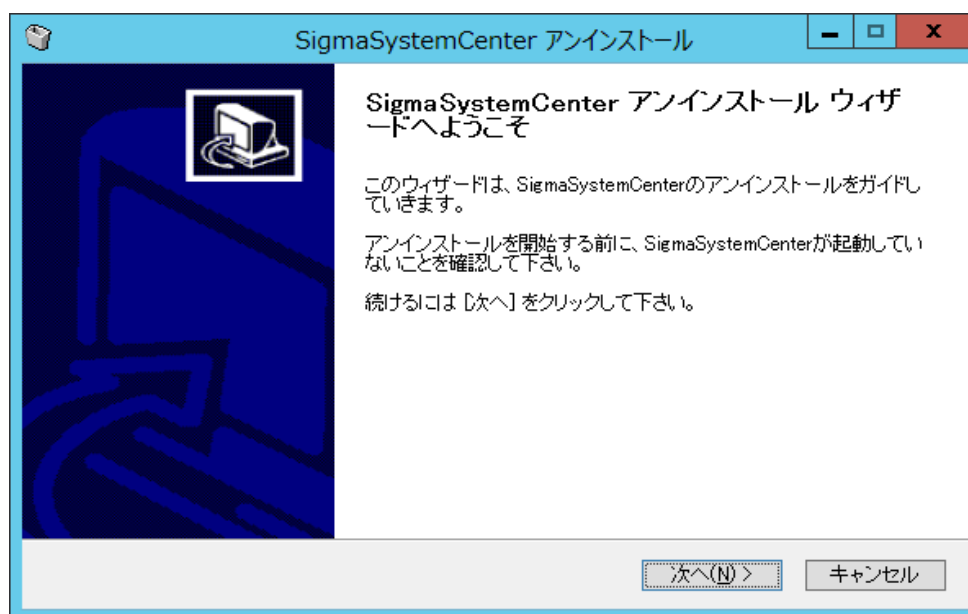 SigmaSystemCenter アンインストール
SigmaSystemCenter アンインストール ウィザ
ードへようこそ
このウィザードは、SigmaSystemCenterのアンインストールをガイドし
ていきます。
アンインストールを開始する前に、SigmaSystemCenterが起動してい
ないことを確認して下さい。
続けるには [次へ] をクリックして下さい。
次へ(N) >
キャンセル